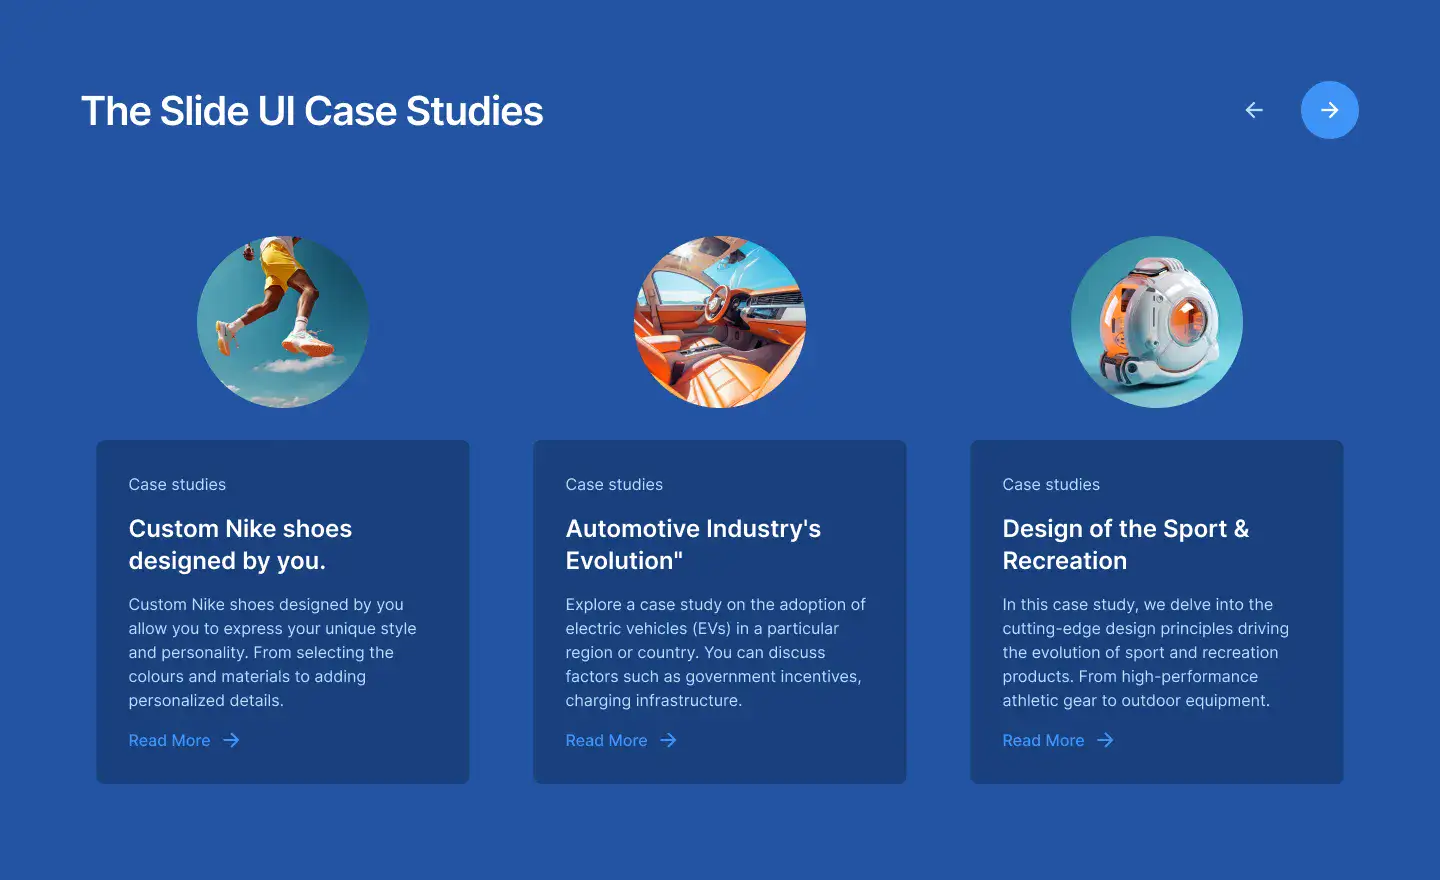 The Slide UI Case Studies
Case studies
Custom Nike shoes
designed by you.
Custom Nike shoes designed by you
allow you to express your unique style
and personality. From selecting the
colours and materials to adding
personalized details.
Read More
Case studies
Automotive Industry's
Evolution"
Explore a case study on the adoption of
electric vehicles (EVs) in a particular
region or country. You can discuss
factors such as government incentives,
charging infrastructure.
Read More
Case studies
Design of the Sport &
Recreation
In this case study, we delve into the
cutting-edge design principles driving
the evolution of sport and recreation
products. From high-performance
athletic gear to outdoor equipment.
Read More